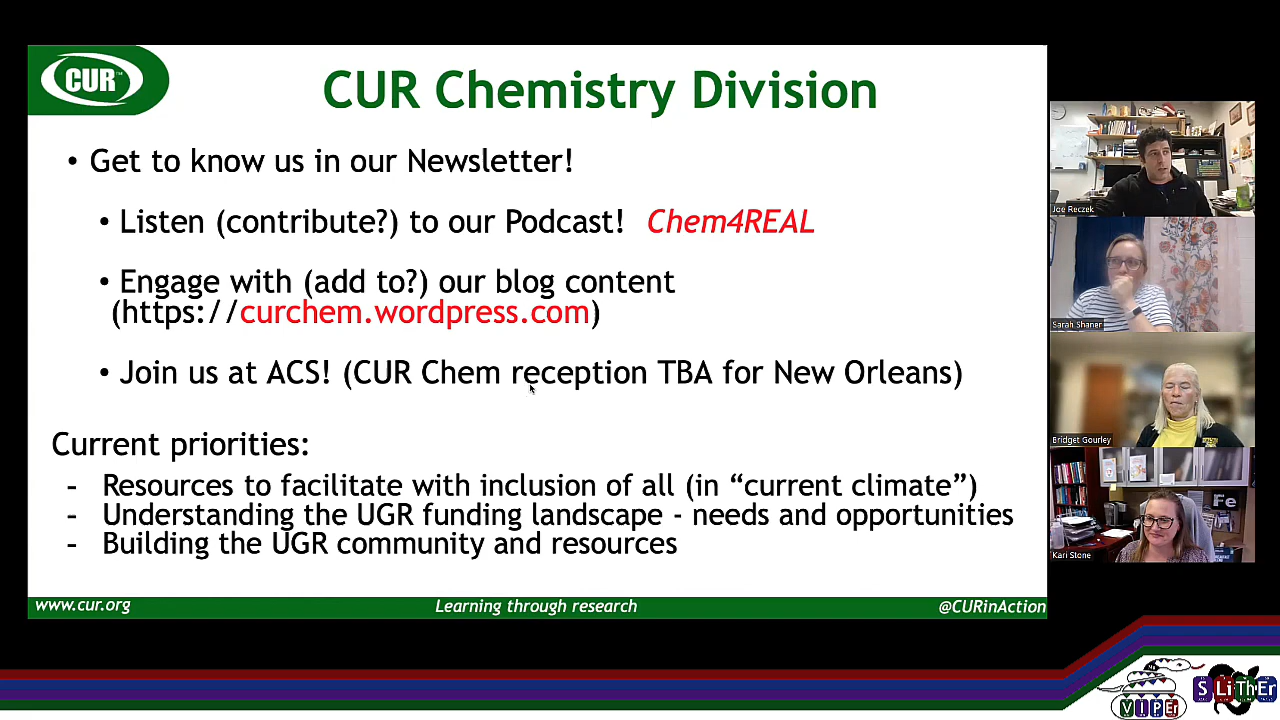 CUR™
CUR Chemistry Division
• Get to know us in our Newsletter!
• Listen (contribute?) to our Podcast! Chem4REAL
• Engage with (add to?) our blog content
(https://curchem.wordpress.com)
• Join us at ACS! (CUR Chem reception TBA for New Orleans)
Current priorities:
- Resources to facilitate with inclusion of all (in “current climate”)
- Understanding the UGR funding landscape - needs and opportunities
- Building the UGR community and resources
www.cur.org
Learning through research
@CURinAction
Joe Reczek
Sarah Shaner
Bridget Gourley
Fe
Kari Stone
VIPEr
S LiThEr